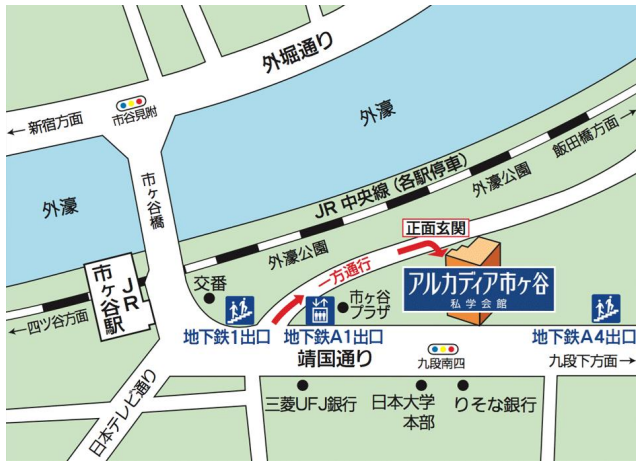 外堀通り
←新宿方面
市谷見附
外濠
飯田橋方面→
外濠
市ヶ谷橋
JR 中央線(各駅停車)
外濠公園
正面玄関
外濠公園
一方通行
アルカディア市ヶ谷
私学会館
JR
市ヶ谷駅
交番
市ヶ谷
プラザ
←四ツ谷方面
地下鉄1出口
地下鉄A1出口
地下鉄A4出口
靖国通り
九段南四
九段下方面→
日本テレビ通り
三菱UFJ銀行
日本大学
本部
りそな銀行